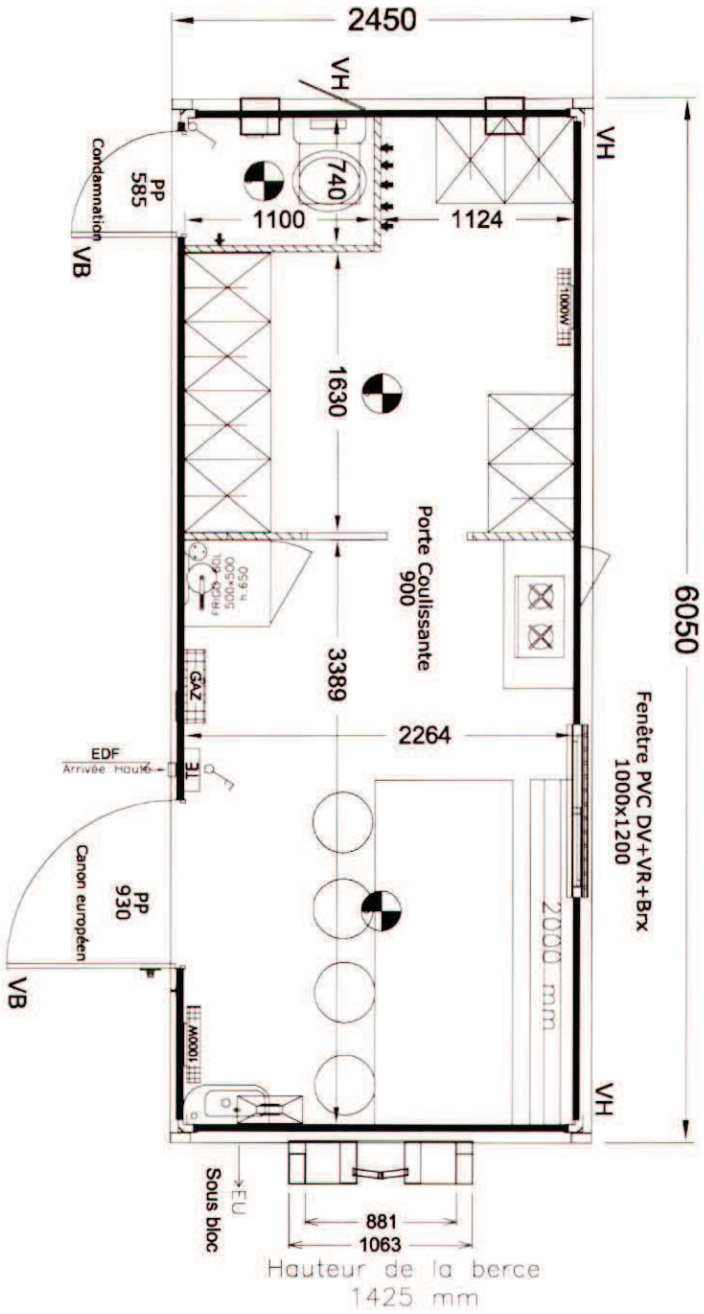 2450
VH
VH
6050
PP
585
Condamnation
VB
740
1100
1124
1000W
1630
Porte Coulissante
900
FRIGO 60L
500x500
h 650
GAZ
3389
2264
EDF
Arrivée Haute
TE
Fenêtre PVC DV+VR+Brx
1000x1200
2000 mm
PP
930
Canon européen
VB
1000W
VH
EU
Sous bloc
881
1063
Hauteur de la berce
1425 mm